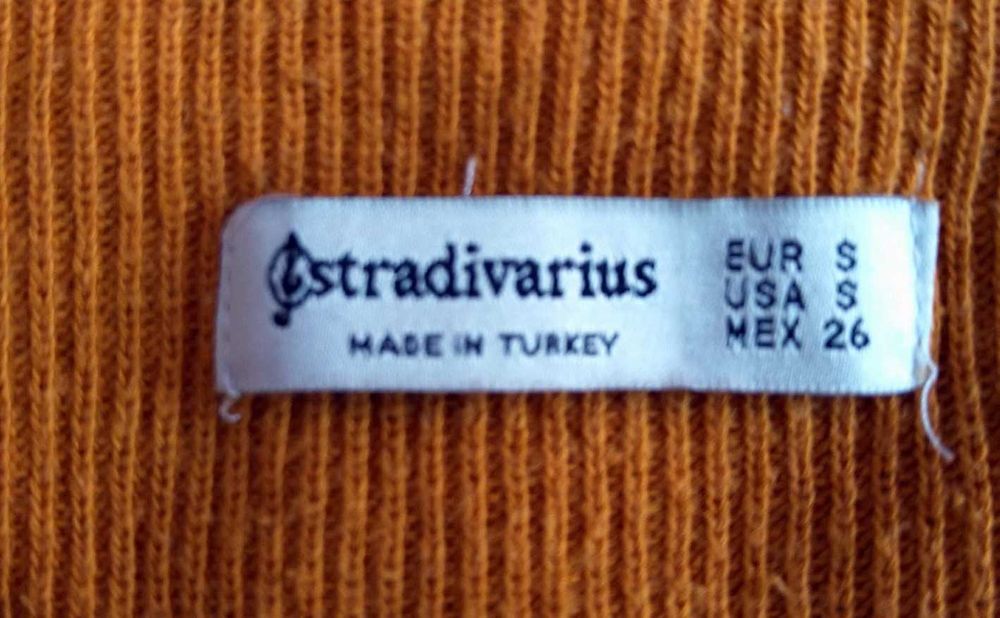 stradivarius
MADE IN TURKEY
EUR S
USA S
MEX 26